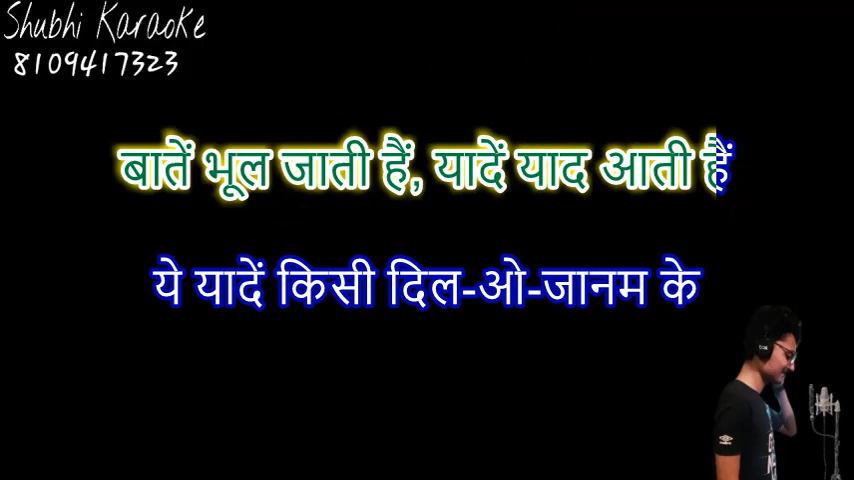 Shubhi Karaoke
8109417323
बातें भूल जाती हैं, यादें याद आती हैं
ये यादें किसी दिल-ओ-जानम के